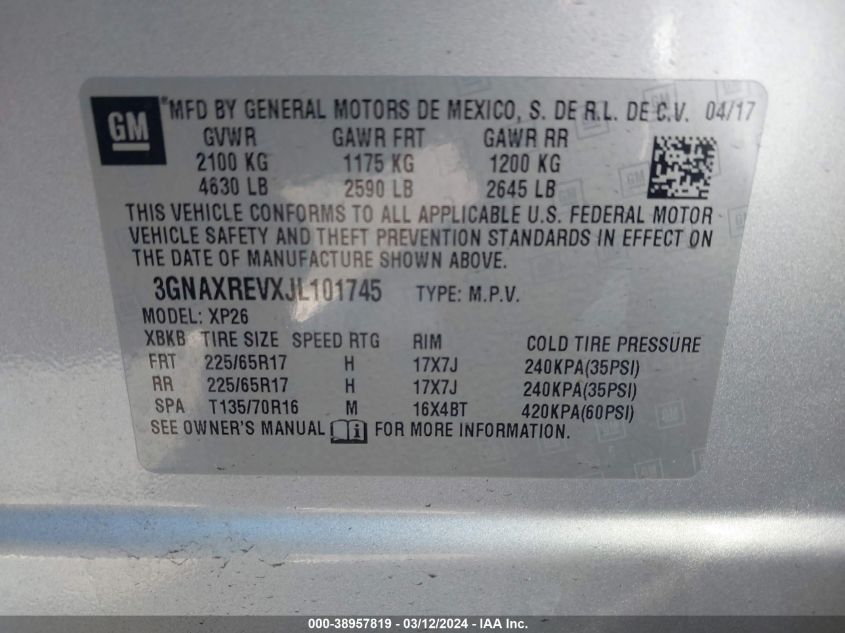 GM
MFD BY GENERAL MOTORS DE MEXICO, S. DE R.L. DE C.V. 04/17
GVWR GAWR FRT GAWR RR
2100 KG 1175 KG 1200 KG
4630 LB 2590 LB 2645 LB
THIS VEHICLE CONFORMS TO ALL APPLICABLE U.S. FEDERAL MOTOR
VEHICLE SAFETY AND THEFT PREVENTION STANDARDS IN EFFECT ON
THE DATE OF MANUFACTURE SHOWN ABOVE.
3GNAXREVXJL101745 TYPE: M.P.V.
MODEL: XP26
XBKB TIRE SIZE SPEED RTG RIM COLD TIRE PRESSURE
FRT 225/65R17 H 17X7J 240KPA(35PSI)
RR 225/65R17 H 17X7J 240KPA(35PSI)
SPA T135/70R16 M 16X4BT 420KPA(60PSI)
SEE OWNER'S MANUAL FOR MORE INFORMATION.
000-38957819 - 03/12/2024 - IAAI Inc.